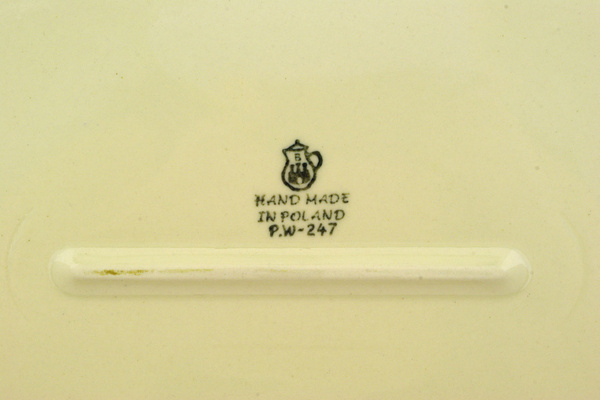 B
HAND MADE
IN POLAND
P.W-247